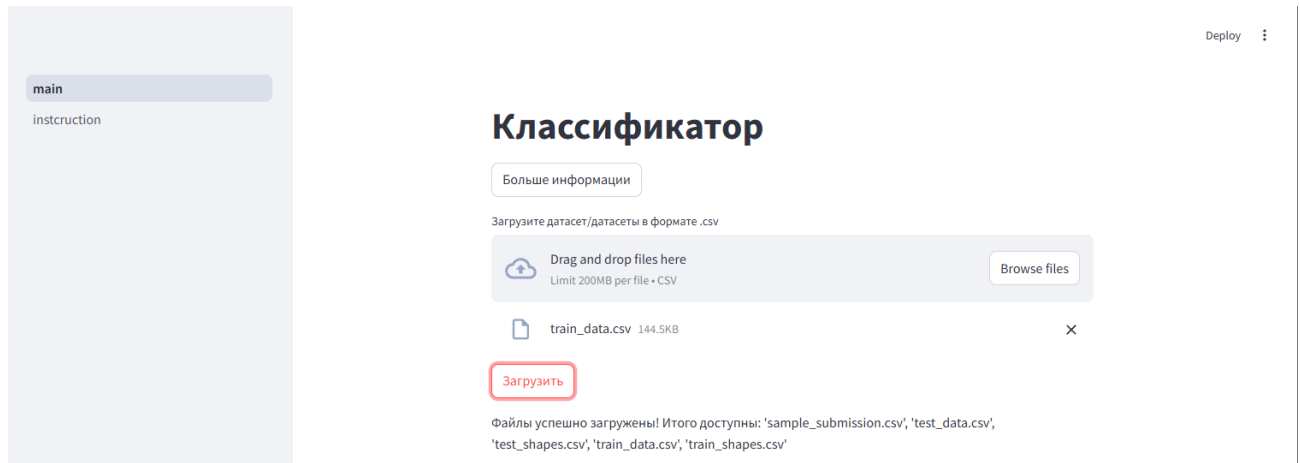 Deploy
main
instcruction
Классификатор
Больше информации
Загрузите датасет/датасеты в формате .csv
Drag and drop files here
Limit 200MB per file • CSV
Browse files
train_data.csv 144.5KB
Загрузить
Файлы успешно загружены! Итого доступны: 'sample_submission.csv', 'test_data.csv',
'test_shapes.csv', 'train_data.csv', 'train_shapes.csv'